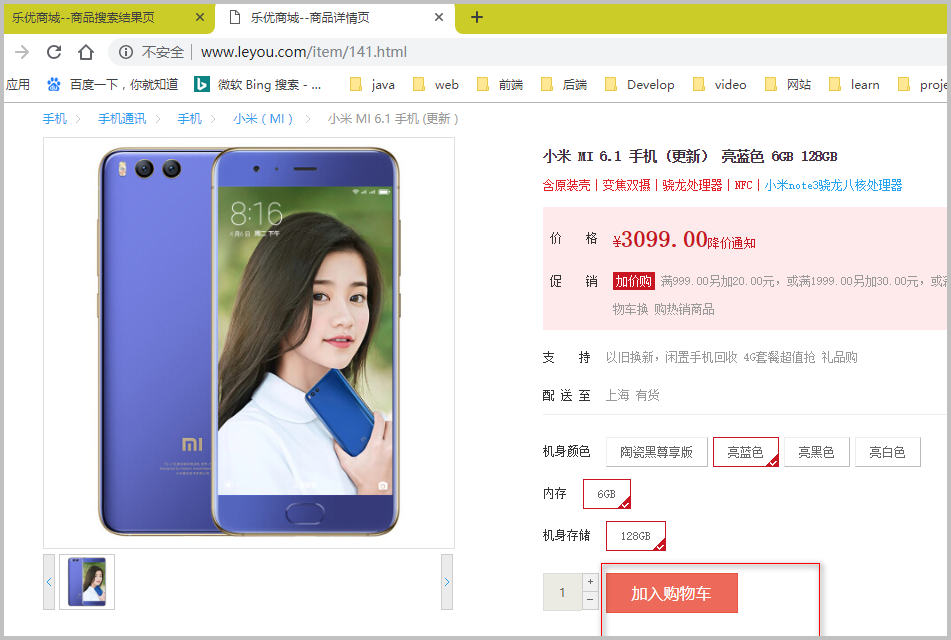 乐优商城--商品搜索结果页
乐优商城--商品详情页
不安全 www.leyou.com/item/141.html
应用 百度一下，你就知道 微软 Bing 搜索 - ... java web 前端 后端 Develop video 网站 learn proje
手机 手机通讯 手机 小米（MI） 小米 MI 6.1 手机 (更新 )
小米 MI 6.1 手机 (更新） 亮蓝色 6GB 128GB
含原装壳 | 变焦双摄 | 骁龙处理器 | NFC | 小米note3骁龙八核处理器
价 格 ¥3099.00降价通知
促 销 加价购 满999.00另加20.00元，或满1999.00另加30.00元，或满
物车换 购热销商品
支 持 以旧换新，闲置手机回收 4G套餐超值抢 礼品购
配 送 至 上海 有货
机身颜色 陶瓷黑尊享版 亮蓝色 亮黑色 亮白色
内存 6GB
机身存储 128GB
1 + - 加入购物车
8:16
mi